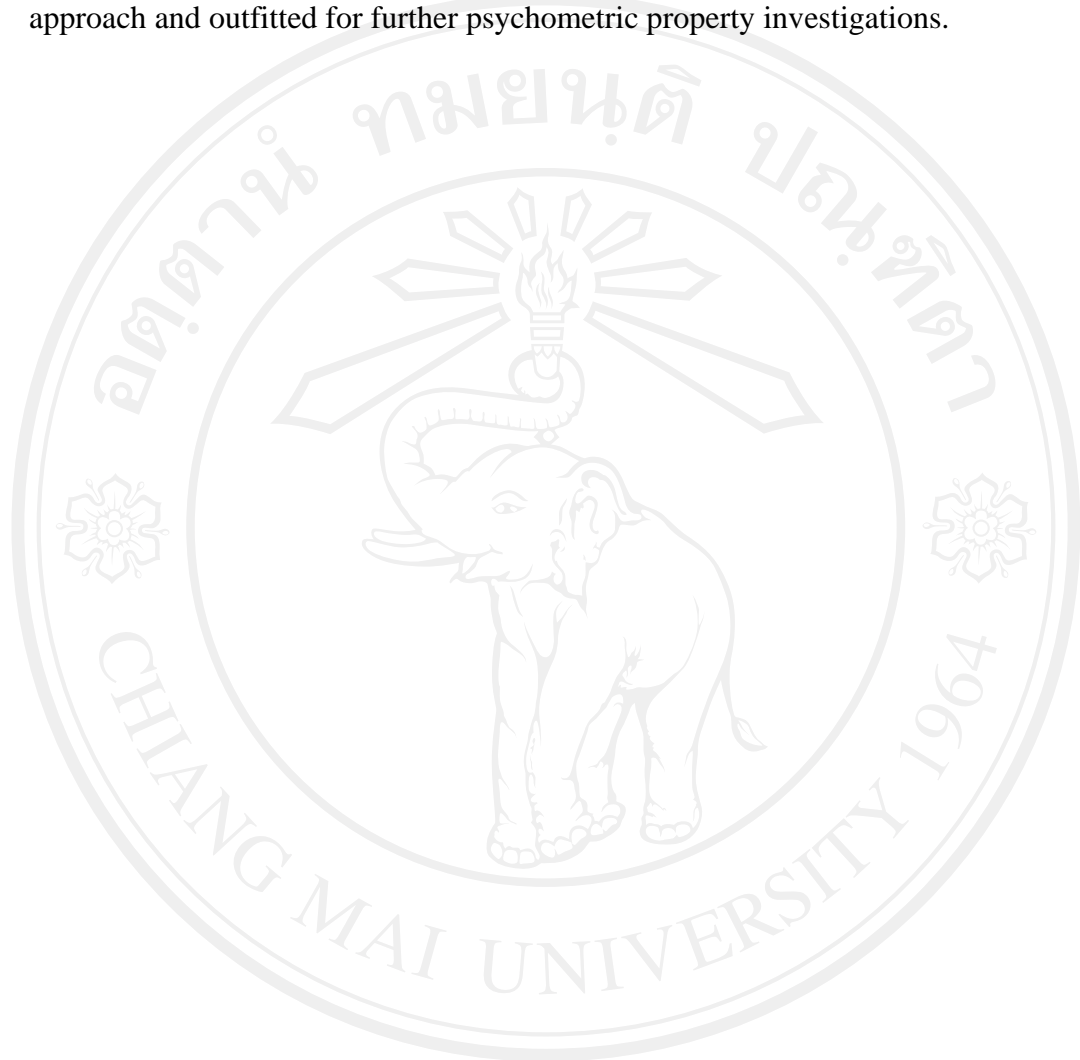 approach and outfitted for further psychometric property investigations.
อตฺตานํ ทมยนฺติ ปณฺฑิตา
CHIANG MAI UNIVERSITY 1964